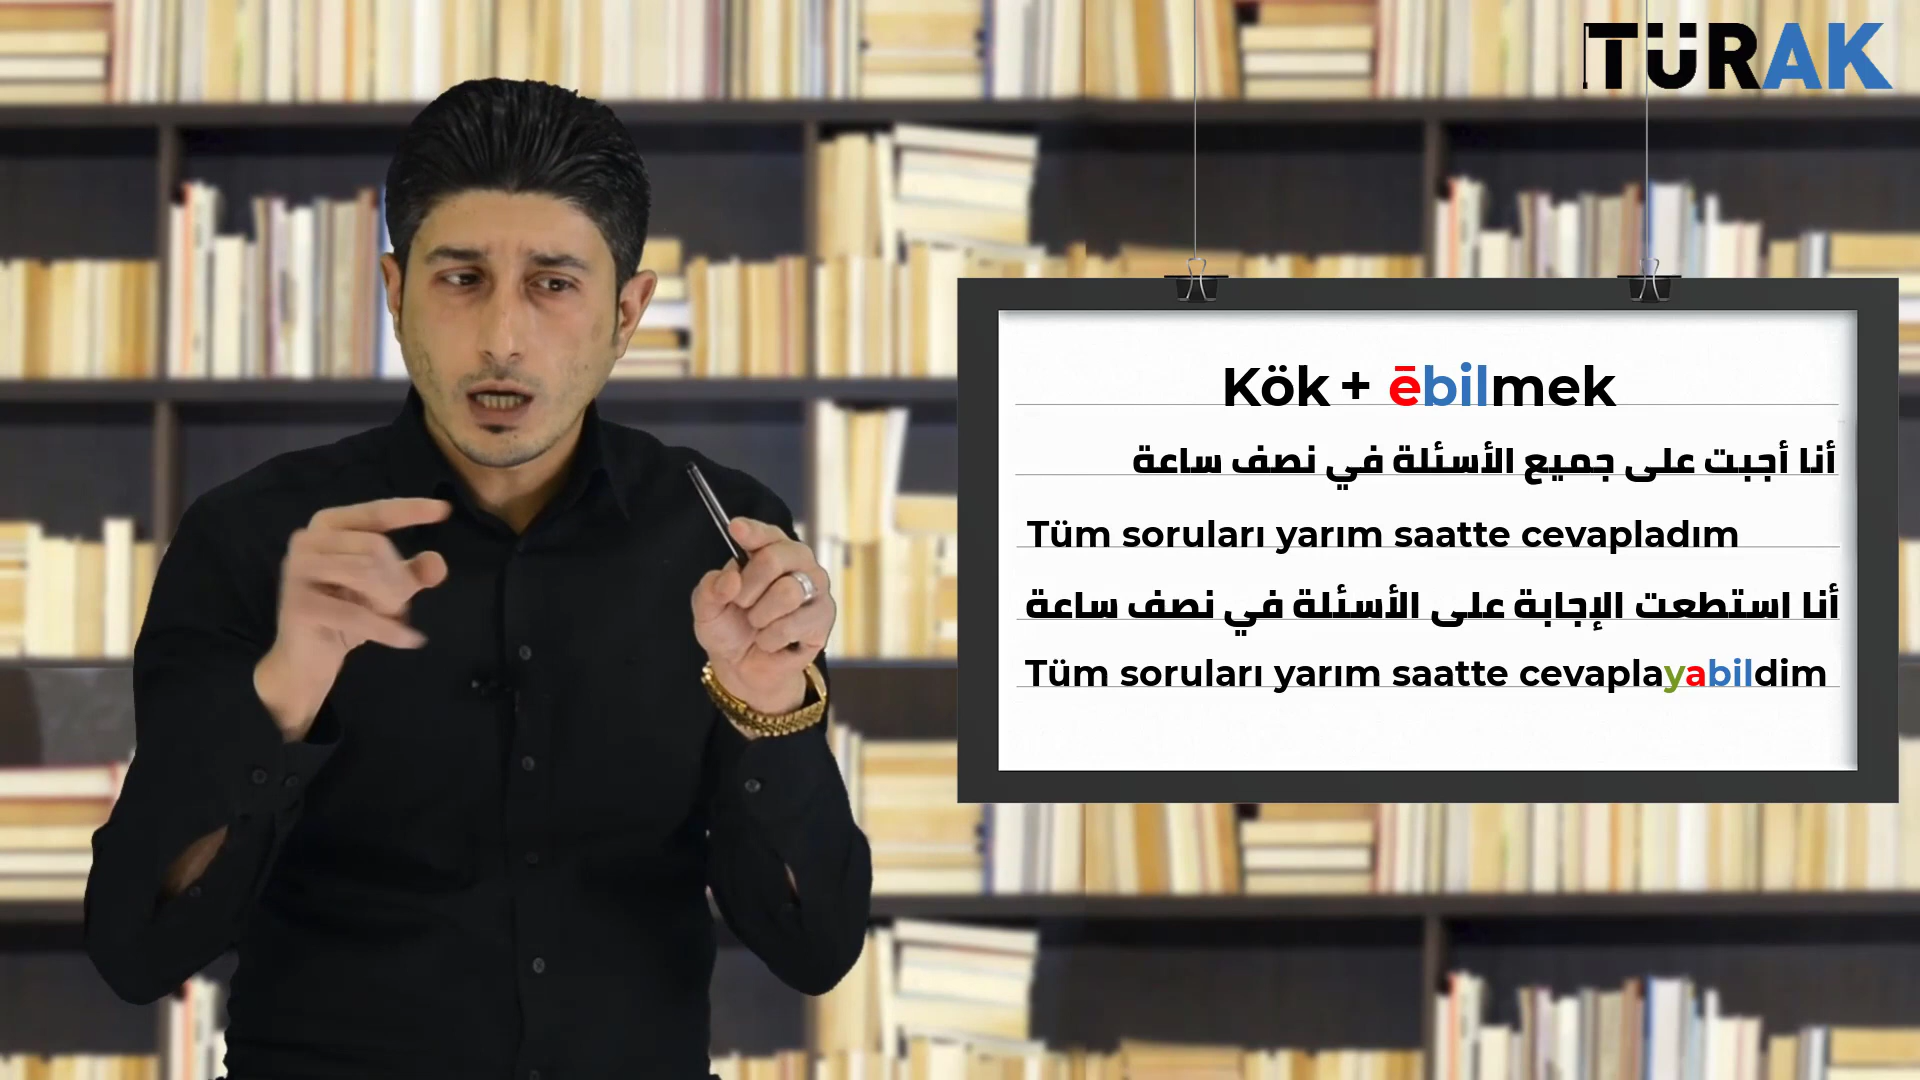 TÜRAK
Kök + ēbilmek
أنا أجبت على جميع الأسئلة في نصف ساعة
Tüm soruları yarım saatte cevapladım
أنا استطعت الإجابة على الأسئلة في نصف ساعة
Tüm soruları yarım saatte cevaplayabildim